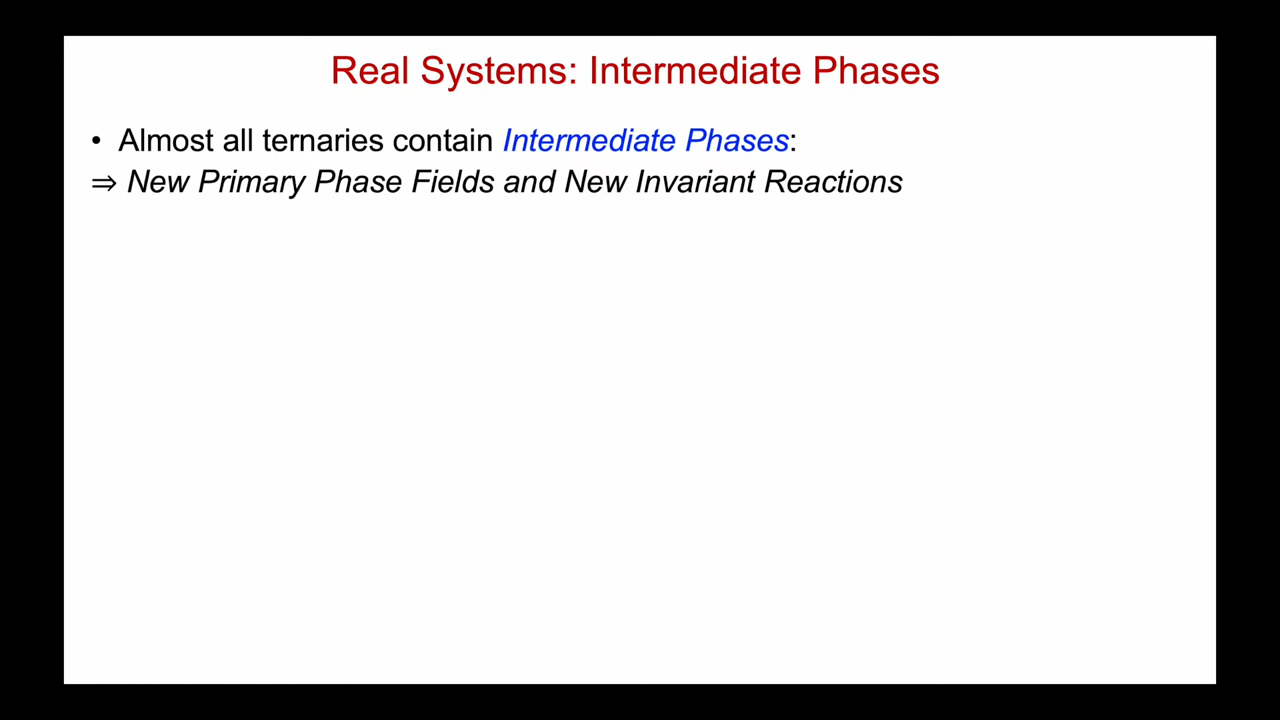 Real Systems: Intermediate Phases
• Almost all ternaries contain Intermediate Phases:
⇒ New Primary Phase Fields and New Invariant Reactions